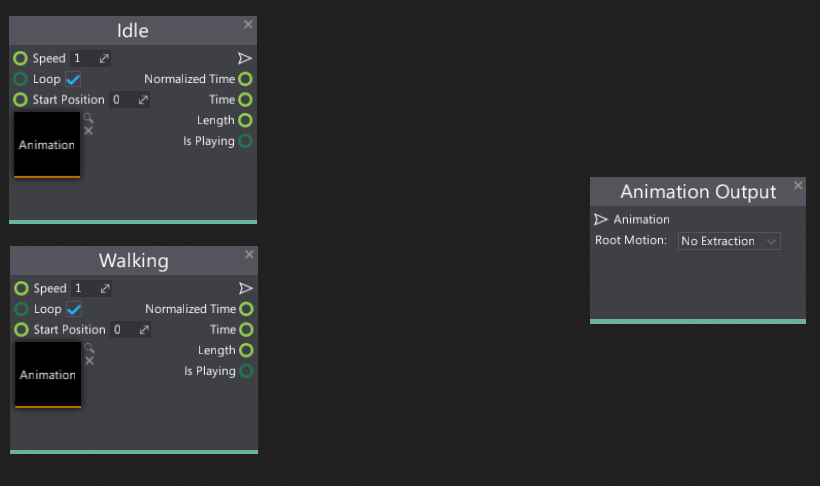 Idle
Speed 1
Loop Normalized Time
Start Position 0 Time
Length
Animation
Is Playing
Walking
Speed 1
Loop Normalized Time
Start Position 0 Time
Length
Animation
Is Playing
Animation Output
Animation
Root Motion: No Extraction